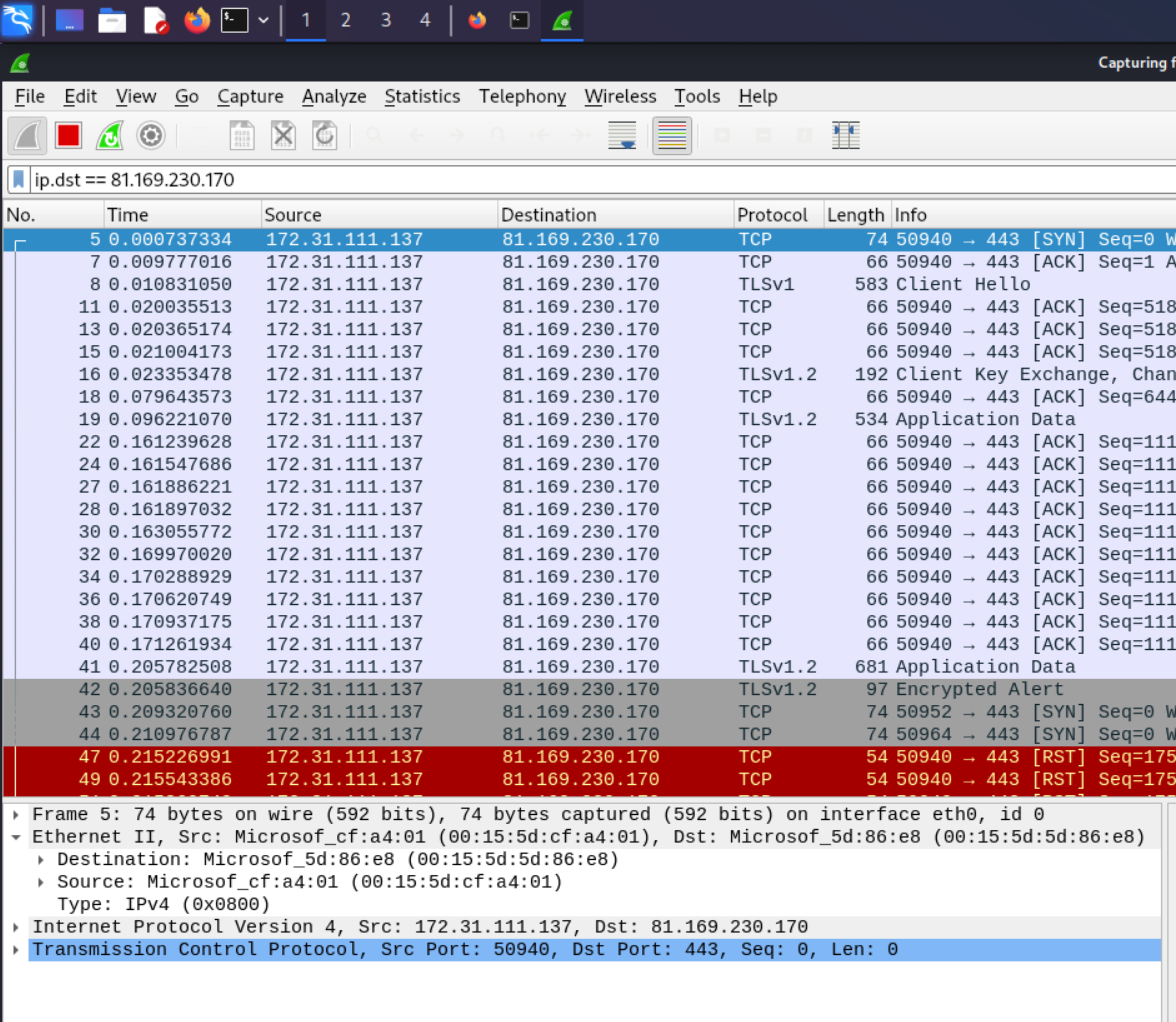 1 2 3 4
Capturing f
File Edit View Go Capture Analyze Statistics Telephony Wireless Tools Help
ip.dst == 81.169.230.170
No. Time Source Destination Protocol Length Info
5 0.000737334 172.31.111.137 81.169.230.170 TCP 74 50940 → 443 [SYN] Seq=0 W
7 0.009777016 172.31.111.137 81.169.230.170 TCP 66 50940 → 443 [ACK] Seq=1 A
8 0.010831050 172.31.111.137 81.169.230.170 TLSv1 583 Client Hello
11 0.020035513 172.31.111.137 81.169.230.170 TCP 66 50940 → 443 [ACK] Seq=518
13 0.020365174 172.31.111.137 81.169.230.170 TCP 66 50940 → 443 [ACK] Seq=518
15 0.021004173 172.31.111.137 81.169.230.170 TCP 66 50940 → 443 [ACK] Seq=518
16 0.023353478 172.31.111.137 81.169.230.170 TLSv1.2 192 Client Key Exchange, Chan
18 0.079643573 172.31.111.137 81.169.230.170 TCP 66 50940 → 443 [ACK] Seq=644
19 0.096221070 172.31.111.137 81.169.230.170 TLSv1.2 534 Application Data
22 0.161239628 172.31.111.137 81.169.230.170 TCP 66 50940 → 443 [ACK] Seq=111
24 0.161547686 172.31.111.137 81.169.230.170 TCP 66 50940 → 443 [ACK] Seq=111
27 0.161886221 172.31.111.137 81.169.230.170 TCP 66 50940 → 443 [ACK] Seq=111
28 0.161897032 172.31.111.137 81.169.230.170 TCP 66 50940 → 443 [ACK] Seq=111
30 0.163055772 172.31.111.137 81.169.230.170 TCP 66 50940 → 443 [ACK] Seq=111
32 0.169970020 172.31.111.137 81.169.230.170 TCP 66 50940 → 443 [ACK] Seq=111
34 0.170288929 172.31.111.137 81.169.230.170 TCP 66 50940 → 443 [ACK] Seq=111
36 0.170620749 172.31.111.137 81.169.230.170 TCP 66 50940 → 443 [ACK] Seq=111
38 0.170937175 172.31.111.137 81.169.230.170 TCP 66 50940 → 443 [ACK] Seq=111
40 0.171261934 172.31.111.137 81.169.230.170 TCP 66 50940 → 443 [ACK] Seq=111
41 0.205782508 172.31.111.137 81.169.230.170 TLSv1.2 681 Application Data
42 0.205836640 172.31.111.137 81.169.230.170 TLSv1.2 97 Encrypted Alert
43 0.209320760 172.31.111.137 81.169.230.170 TCP 74 50952 → 443 [SYN] Seq=0 W
44 0.210976787 172.31.111.137 81.169.230.170 TCP 74 50964 → 443 [SYN] Seq=0 W
47 0.215226991 172.31.111.137 81.169.230.170 TCP 54 50940 → 443 [RST] Seq=175
49 0.215543386 172.31.111.137 81.169.230.170 TCP 54 50940 → 443 [RST] Seq=175
Frame 5: 74 bytes on wire (592 bits), 74 bytes captured (592 bits) on interface eth0, id 0
Ethernet II, Src: Microsof_cf:a4:01 (00:15:5d:cf:a4:01), Dst: Microsof_5d:86:e8 (00:15:5d:5d:86:e8)
Destination: Microsof_5d:86:e8 (00:15:5d:5d:86:e8)
Source: Microsof_cf:a4:01 (00:15:5d:cf:a4:01)
Type: IPv4 (0x0800)
Internet Protocol Version 4, Src: 172.31.111.137, Dst: 81.169.230.170
Transmission Control Protocol, Src Port: 50940, Dst Port: 443, Seq: 0, Len: 0